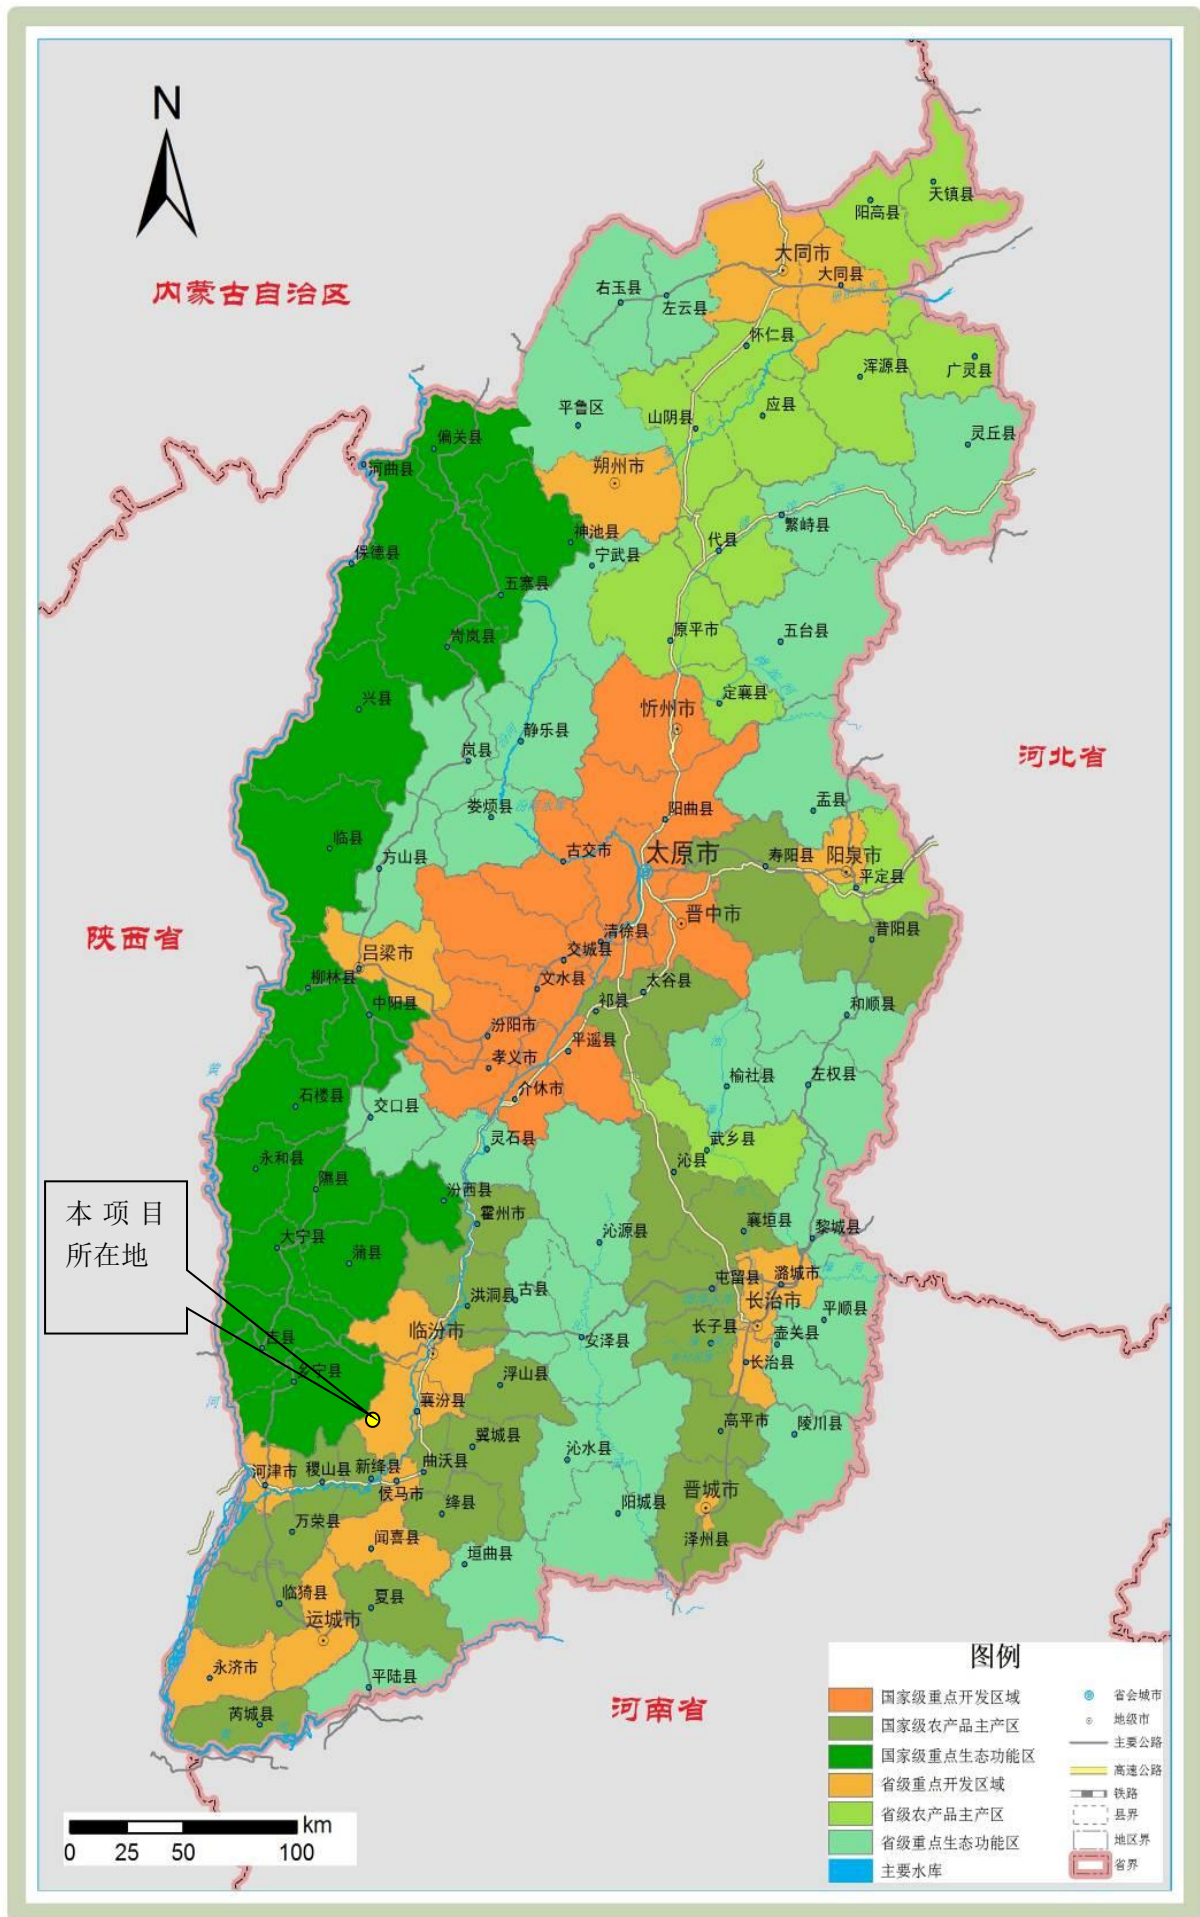 N
天镇县
阳高县
大同市
大同县
内蒙古自治区
右玉县
左云县
怀仁县
浑源县
广灵县
平鲁区
山阴县
应县
灵丘县
偏关县
河曲县
朔州市
神池县
繁峙县
代县
保德县
宁武县
五寨县
原平市
五台县
岢岚县
定襄县
兴县
忻州市
静乐县
岚县
河北省
娄烦县
汾河水库
阳曲县
盂县
临县
方山县
古交市
太原市
寿阳县
阳泉市
平定县
陕西省
晋中市
昔阳县
清徐县
交城县
吕梁市
柳林县
文水县
太谷县
中阳县
祁县
和顺县
汾阳市
平遥县
孝义市
黄
榆社县
左权县
介休市
石楼县
交口县
灵石县
武乡县
永和县
沁县
隰县
汾西县
本项目
所在地
霍州市
襄垣县
黎城县
大宁县
沁源县
蒲县
屯留县
潞城市
洪洞县
古县
长治市
平顺县
临汾市
长子县
壶关县
吉县
安泽县
长治县
乡宁县
浮山县
河
襄汾县
高平市
陵川县
翼城县
沁水县
河津市
稷山县
新绛县
曲沃县
侯马市
绛县
阳城县
晋城市
万荣县
闻喜县
泽州县
垣曲县
临猗县
夏县
运城市
永济市
平陆县
芮城县
河南省
图例
国家级重点开发区域
国家级农产品主产区
国家级重点生态功能区
省级重点开发区域
省级农产品主产区
省级重点生态功能区
主要水库
省会城市
地级市
主要公路
高速公路
铁路
县界
地区界
省界
km
0 25 50 100